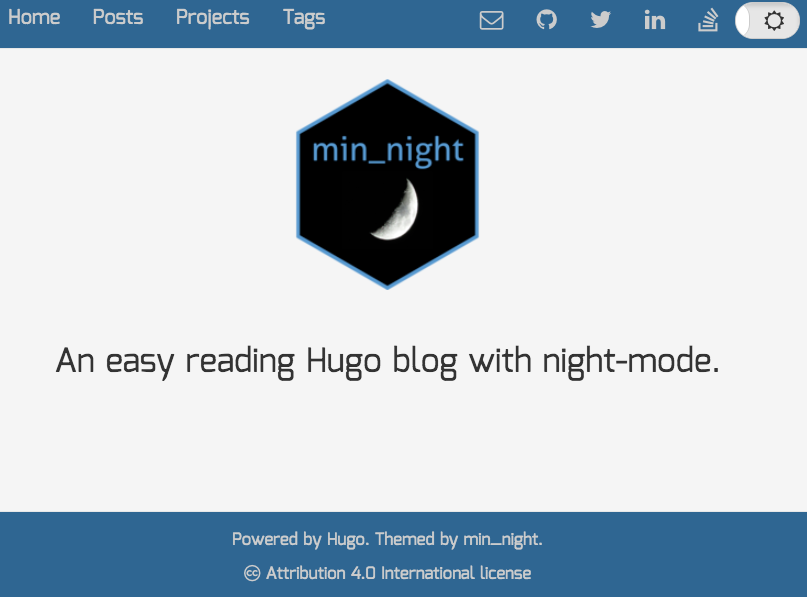 Home Posts Projects Tags
min_night
An easy reading Hugo blog with night-mode.
Powered by Hugo. Themed by min_night.
cc Attribution 4.0 International license